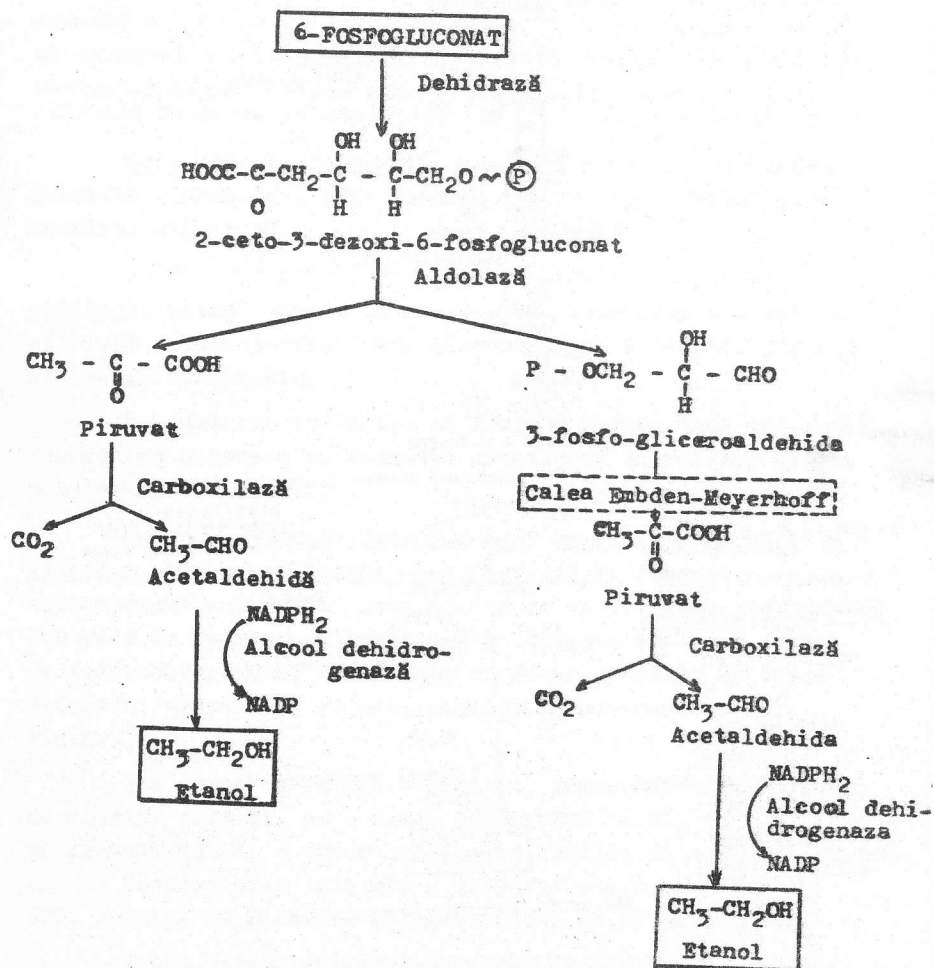 6-FOSFOGLUCONAT
Dehidrază
OH OH
HOOC-C-CH₂-C - C-CH₂O~Ⓟ
O H H
2-ceto-3-dezoxi-6-fosfogluconat
Aldolază
CH₃ - C - COOH
O
Piruvat
OH
P - OCH₂ - C - CHO
H
3-fosfo-gliceroaldehida
Calea Embden-Meyerhoff
Carboxilază
CO₂ CH₃-CHO
Acetaldehidă
CH₃-C-COOH
O
Piruvat
NADPH₂
Alcool dehidro-
genază
NADP
CH₃-CH₂OH
Etanol
Carboxilază
CO₂ CH₃-CHO
Acetaldehida
NADPH₂
Alcool dehi-
drogenaza
NADP
CH₃-CH₂OH
Etanol